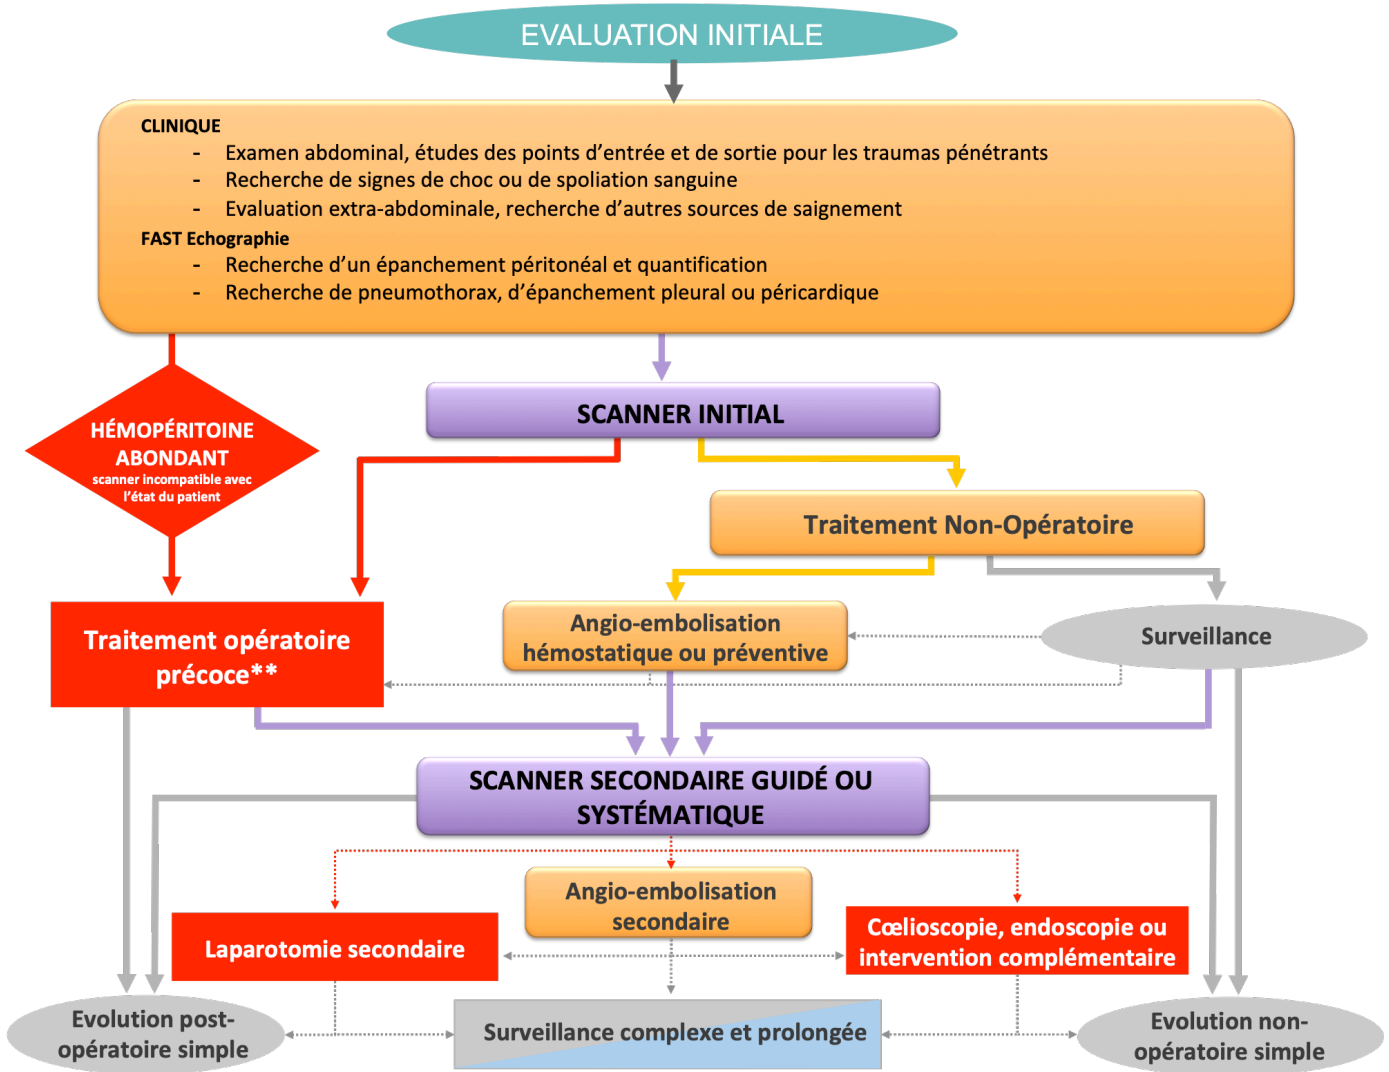 EVALUATION INITIALE
CLINIQUE
- Examen abdominal, études des points d’entrée et de sortie pour les traumas pénétrants
- Recherche de signes de choc ou de spoliation sanguine
- Evaluation extra-abdominale, recherche d’autres sources de saignement
FAST Echographie
- Recherche d’un épanchement péritonéal et quantification
- Recherche de pneumothorax, d’épanchement pleural ou péricardique
SCANNER INITIAL
HÉMOPÉRITOINE
ABONDANT
scanner incompatible avec
l’état du patient
Traitement Non-Opératoire
Traitement opératoire
précoce**
Angio-embolisation
hémostatique ou préventive
Surveillance
SCANNER SECONDAIRE GUIDÉ OU
SYSTÉMATIQUE
Angio-embolisation
secondaire
Laparotomie secondaire
Cœlioscopie, endoscopie ou
intervention complémentaire
Evolution post-
opératoire simple
Surveillance complexe et prolongée
Evolution non-
opératoire simple